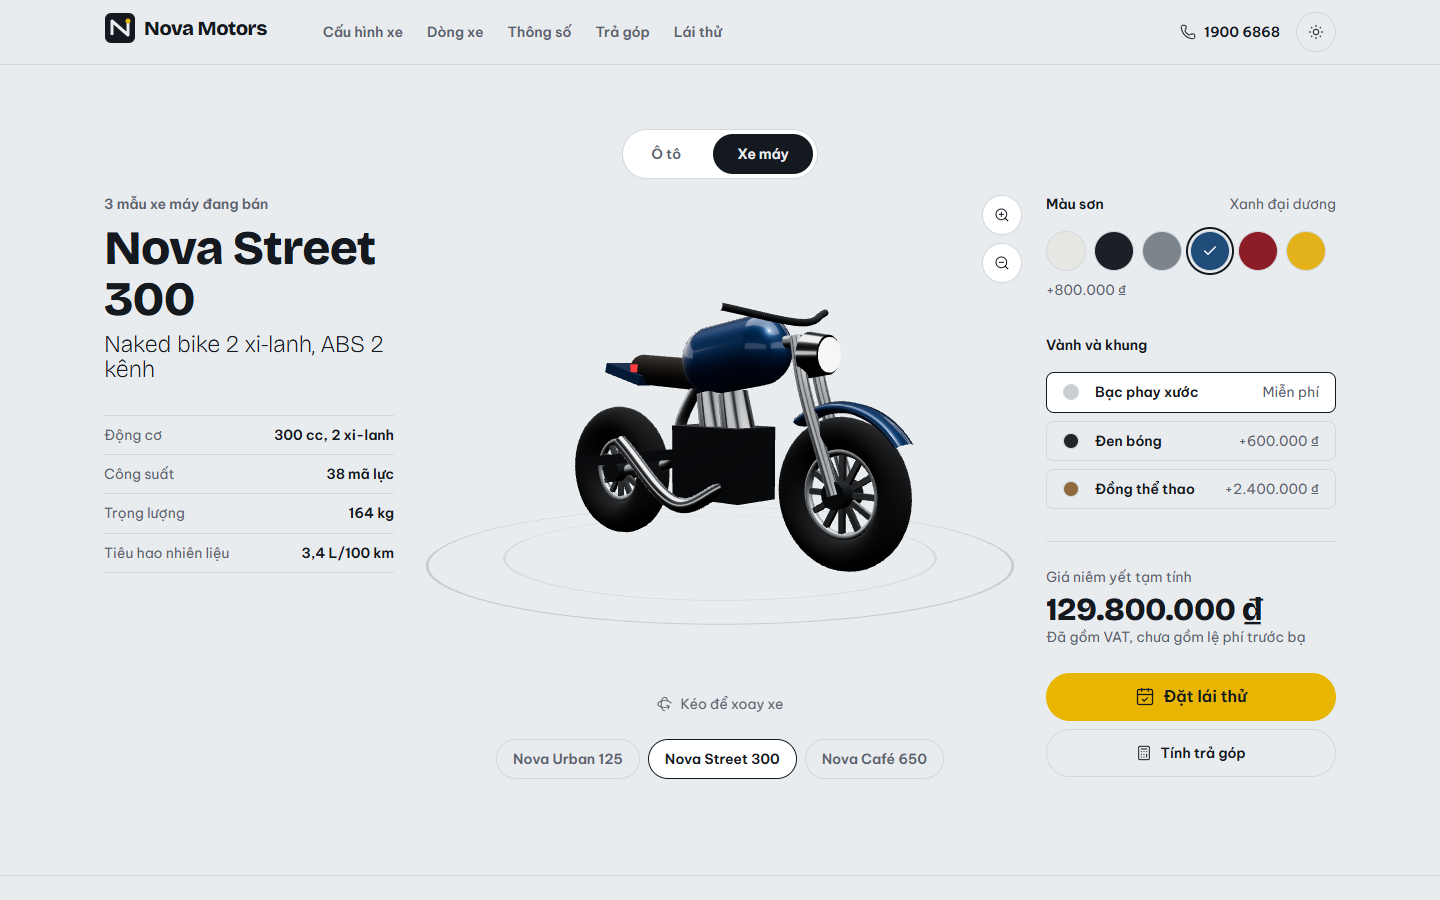 Nova Motors
Cấu hình xe
Dòng xe
Thông số
Trả góp
Lái thử
1900 6868
Ô tô
Xe máy
3 mẫu xe máy đang bán
Nova Street
300
Naked bike 2 xi-lanh, ABS 2
kênh
Động cơ 300 cc, 2 xi-lanh
Công suất 38 mã lực
Trọng lượng 164 kg
Tiêu hao nhiên liệu 3,4 L/100 km
Kéo để xoay xe
Nova Urban 125
Nova Street 300
Nova Café 650
Màu sơn Xanh đại dương
+800.000 ₫
Vành và khung
Bạc phay xước Miễn phí
Đen bóng +600.000 ₫
Đồng thể thao +2.400.000 ₫
Giá niêm yết tạm tính
129.800.000 ₫
Đã gồm VAT, chưa gồm lệ phí trước bạ
Đặt lái thử
Tính trả góp